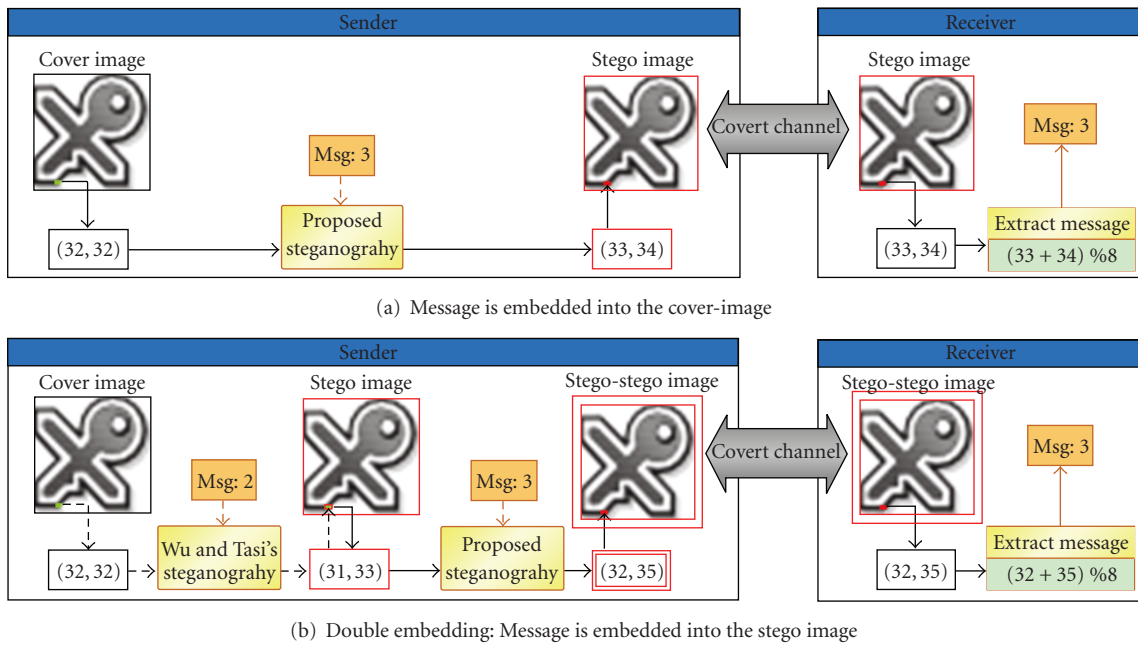 Sender
Receiver
Cover image
Stego image
Stego image
Msg: 3
Covert channel
Msg: 3
Proposed
steganograhy
Extract message
(32, 32)
(33, 34)
(33, 34)
(33 + 34) %8
(a) Message is embedded into the cover-image
Sender
Receiver
Cover image
Stego image
Stego-stego image
Stego-stego image
Msg: 2
Msg: 3
Covert channel
Msg: 3
Wu and Tasi's
steganograhy
Proposed
steganograhy
Extract message
(32, 32)
(31, 33)
(32, 35)
(32, 35)
(32 + 35) %8
(b) Double embedding: Message is embedded into the stego image